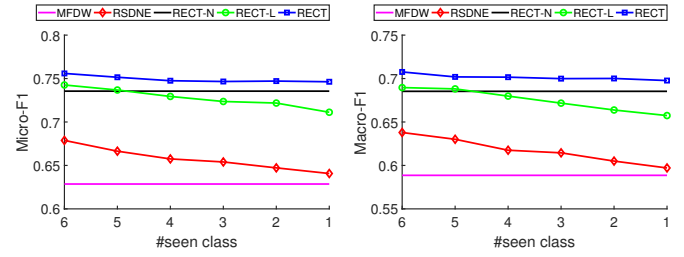 MFDW RSDNE RECT-N RECT-L RECT
0.8
0.75
0.7
0.65
0.6
Micro-F1
6 5 4 3 2 1
#seen class
MFDW RSDNE RECT-N RECT-L RECT
0.75
0.7
0.65
0.6
0.55
Macro-F1
6 5 4 3 2 1
#seen class